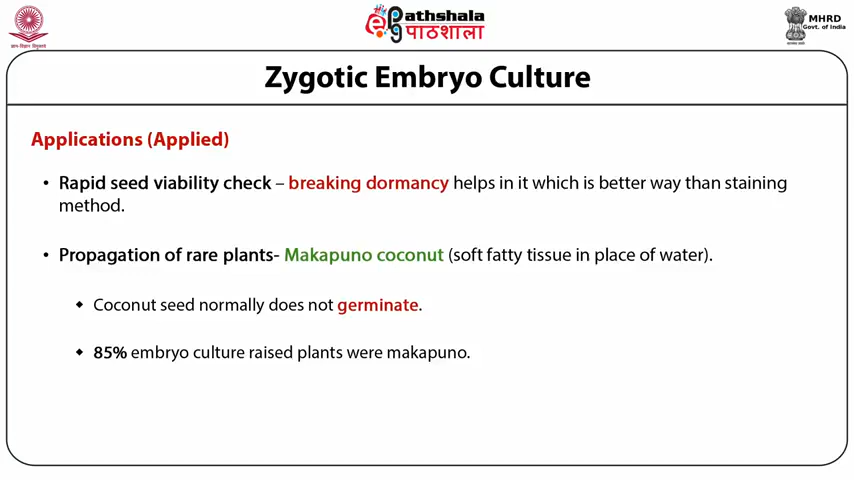 ePathshala
पाठशाला
MHRD
Govt. of India
Zygotic Embryo Culture
Applications (Applied)
• Rapid seed viability check – breaking dormancy helps in it which is better way than staining
method.
• Propagation of rare plants- Makapuno coconut (soft fatty tissue in place of water).
◆ Coconut seed normally does not germinate.
◆ 85% embryo culture raised plants were makapuno.